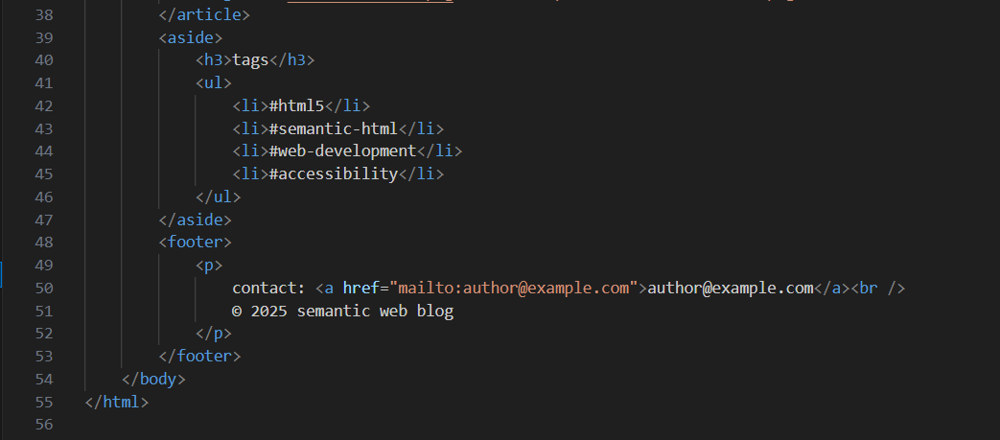 38 </article>
39 <aside>
40 <h3>tags</h3>
41 <ul>
42 <li>#html5</li>
43 <li>#semantic-html</li>
44 <li>#web-development</li>
45 <li>#accessibility</li>
46 </ul>
47 </aside>
48 <footer>
49 <p>
50 contact: <a href="mailto:author@example.com">author@example.com</a><br />
51 © 2025 semantic web blog
52 </p>
53 </footer>
54 </body>
55 </html>
56